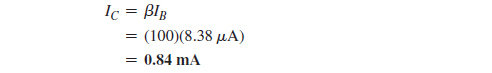 I_C = βI_B
= (100)(8.38 μA)
= 0.84 mA